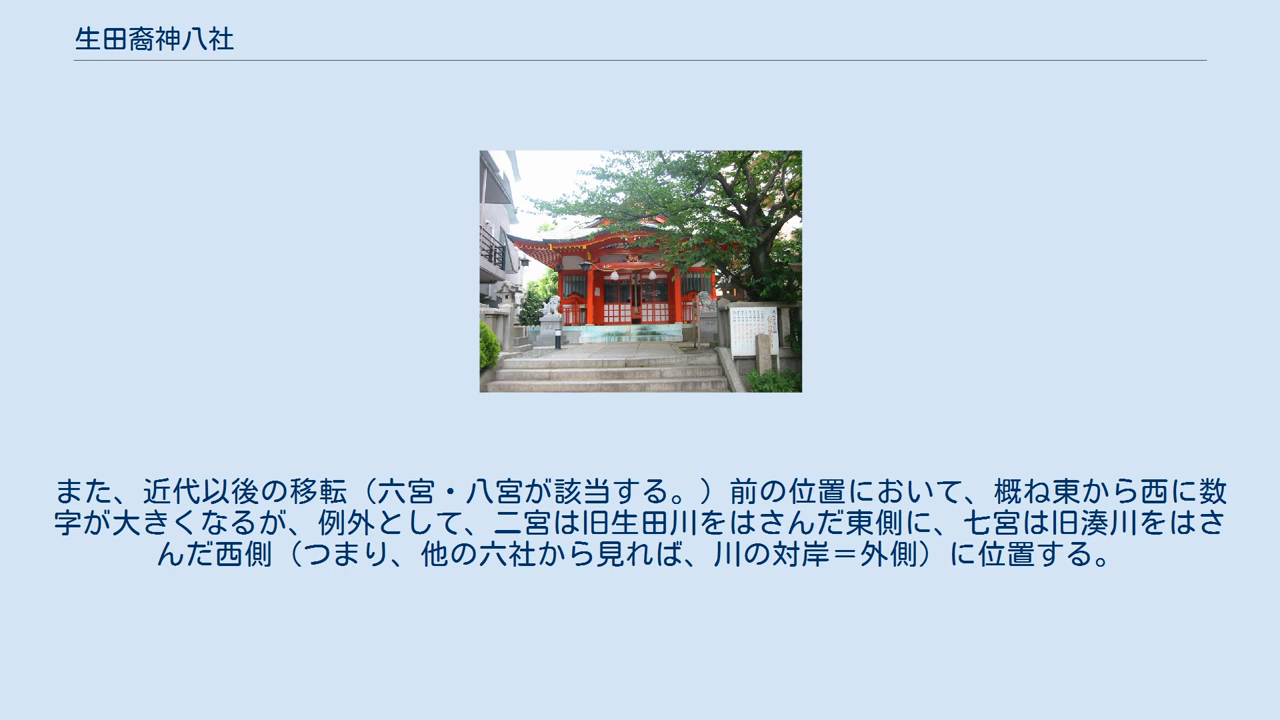 生田裔神八社
また、近代以後の移転（六宮・八宮が該当する。）前の位置において、概ね東から西に数
字が大きくなるが、例外として、二宮は旧生田川をはさんだ東側に、七宮は旧湊川をはさ
んだ西側（つまり、他の六社から見れば、川の対岸＝外側）に位置する。